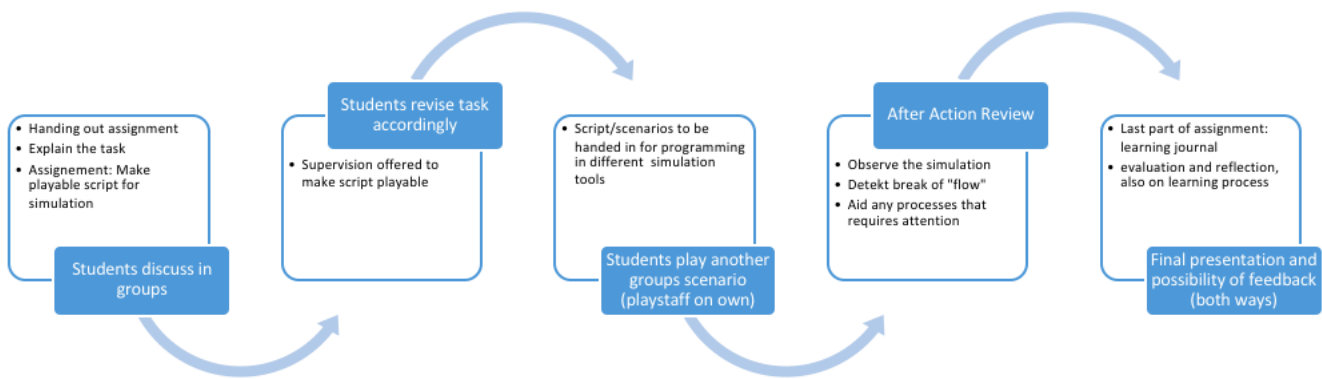 • Handing out assignment
• Explain the task
• Assignement: Make
playable script for
simulation
Students discuss in
groups
Students revise task
accordingly
• Supervision offered to
make script playable
• Script/scenarios to be
handed in for programming
in different simulation
tools
Students play another
groups scenario
(playstaff on own)
After Action Review
• Observe the simulation
• Detekt break of "flow"
• Aid any processes that
requires attention
• Last part of assignment:
learning journal
• evaluation and reflection,
also on learning process
Final presentation and
possibility of feedback
(both ways)